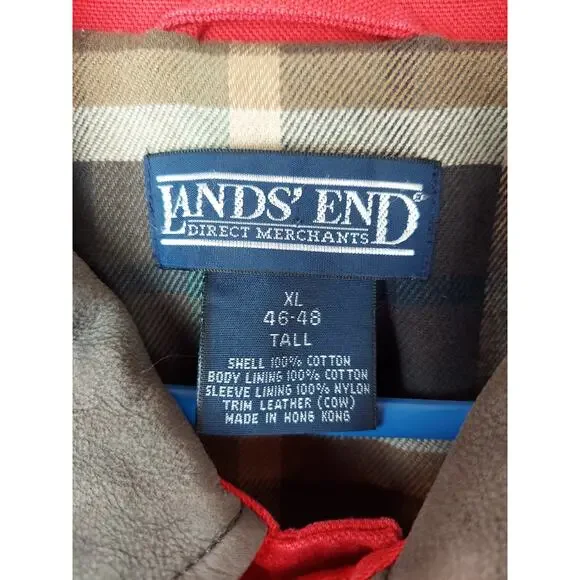 LANDS' END
DIRECT MERCHANTS
XL
46-48
TALL
SHELL 100% COTTON
BODY LINING 100% COTTON
SLEEVE LINING 100% NYLON
TRIM LEATHER (COW)
MADE IN HONG KONG